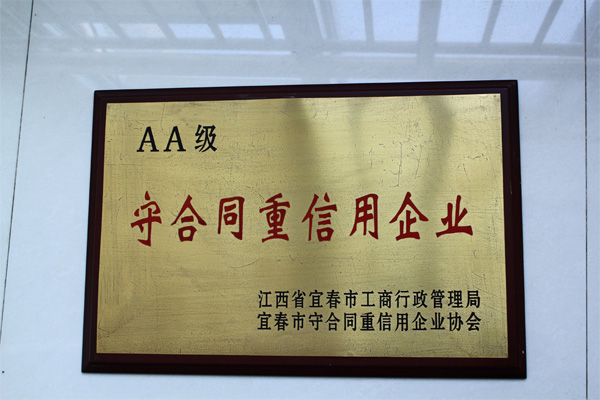 AA级
守合同重信用企业
江西省宜春市工商行政管理局
宜春市守合同重信用企业协会